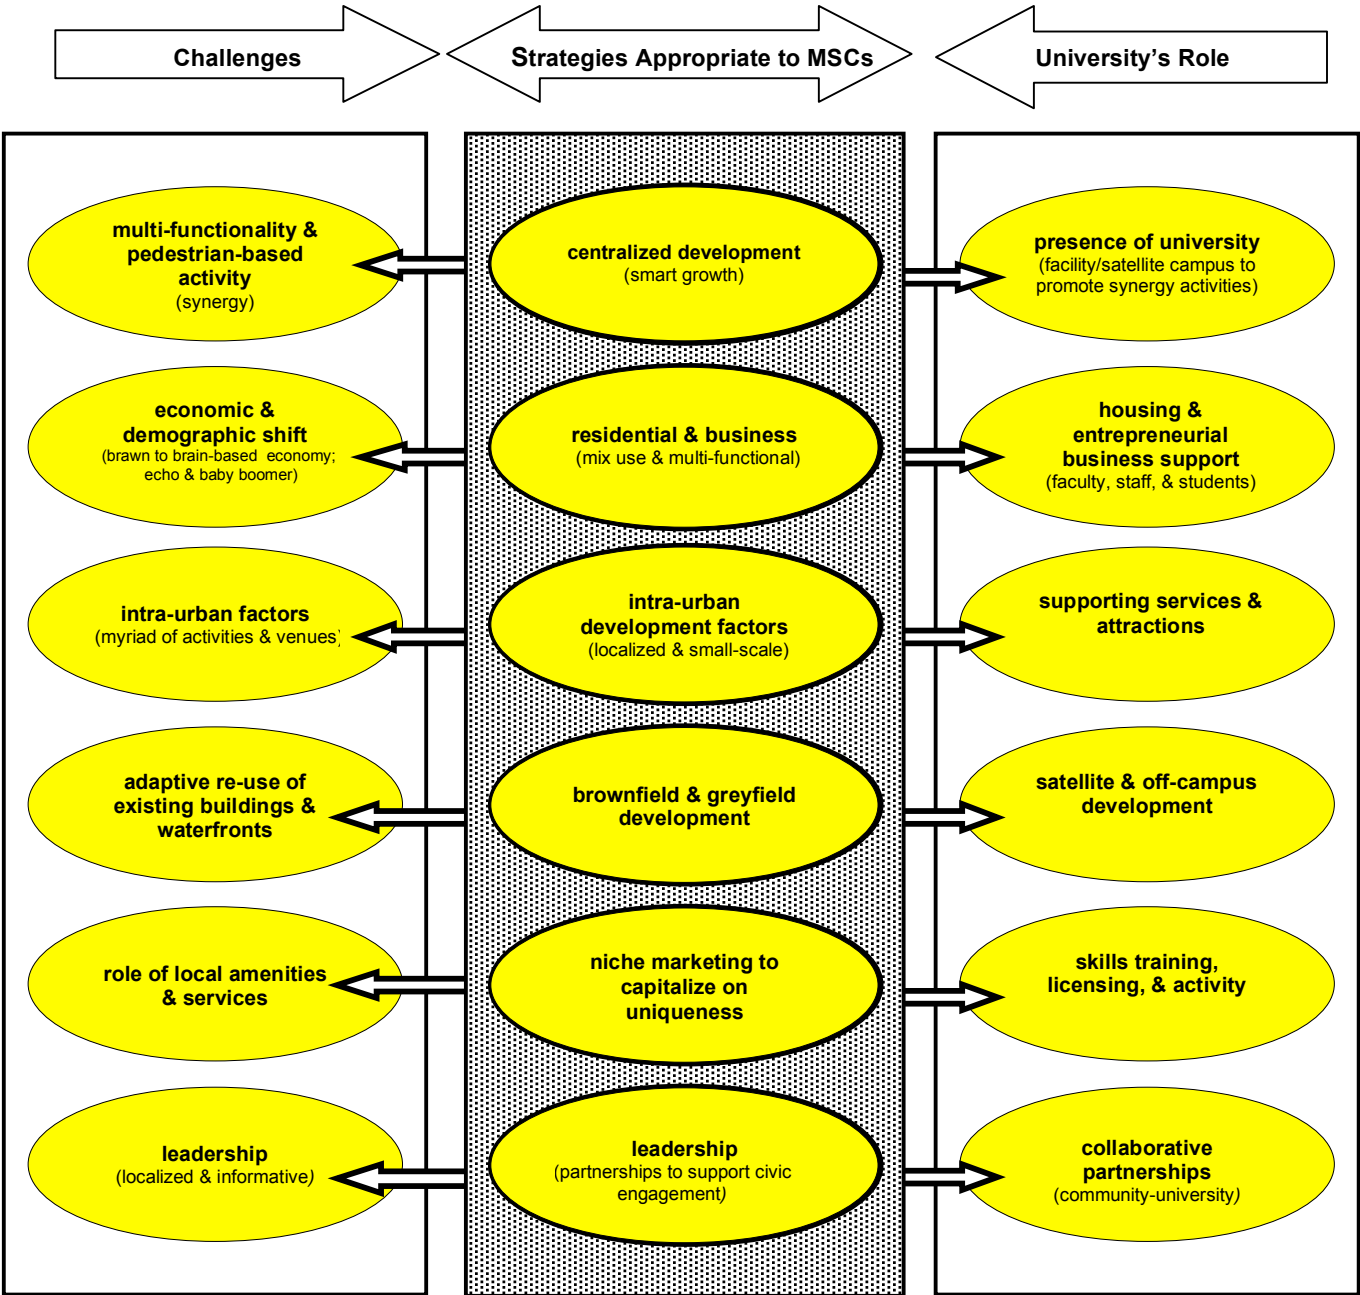 Challenges
Strategies Appropriate to MSCs
University's Role
multi-functionality &
pedestrian-based
activity
(synergy)
centralized development
(smart growth)
presence of university
(facility/satellite campus to
promote synergy activities)
economic &
demographic shift
(brawn to brain-based economy;
echo & baby boomer)
residential & business
(mix use & multi-functional)
housing &
entrepreneurial
business support
(faculty, staff, & students)
intra-urban factors
(myriad of activities & venues)
intra-urban
development factors
(localized & small-scale)
supporting services &
attractions
adaptive re-use of
existing buildings &
waterfronts
brownfield & greyfield
development
satellite & off-campus
development
role of local amenities
& services
niche marketing to
capitalize on
uniqueness
skills training,
licensing, & activity
leadership
(localized & informative)
leadership
(partnerships to support civic
engagement)
collaborative
partnerships
(community-university)